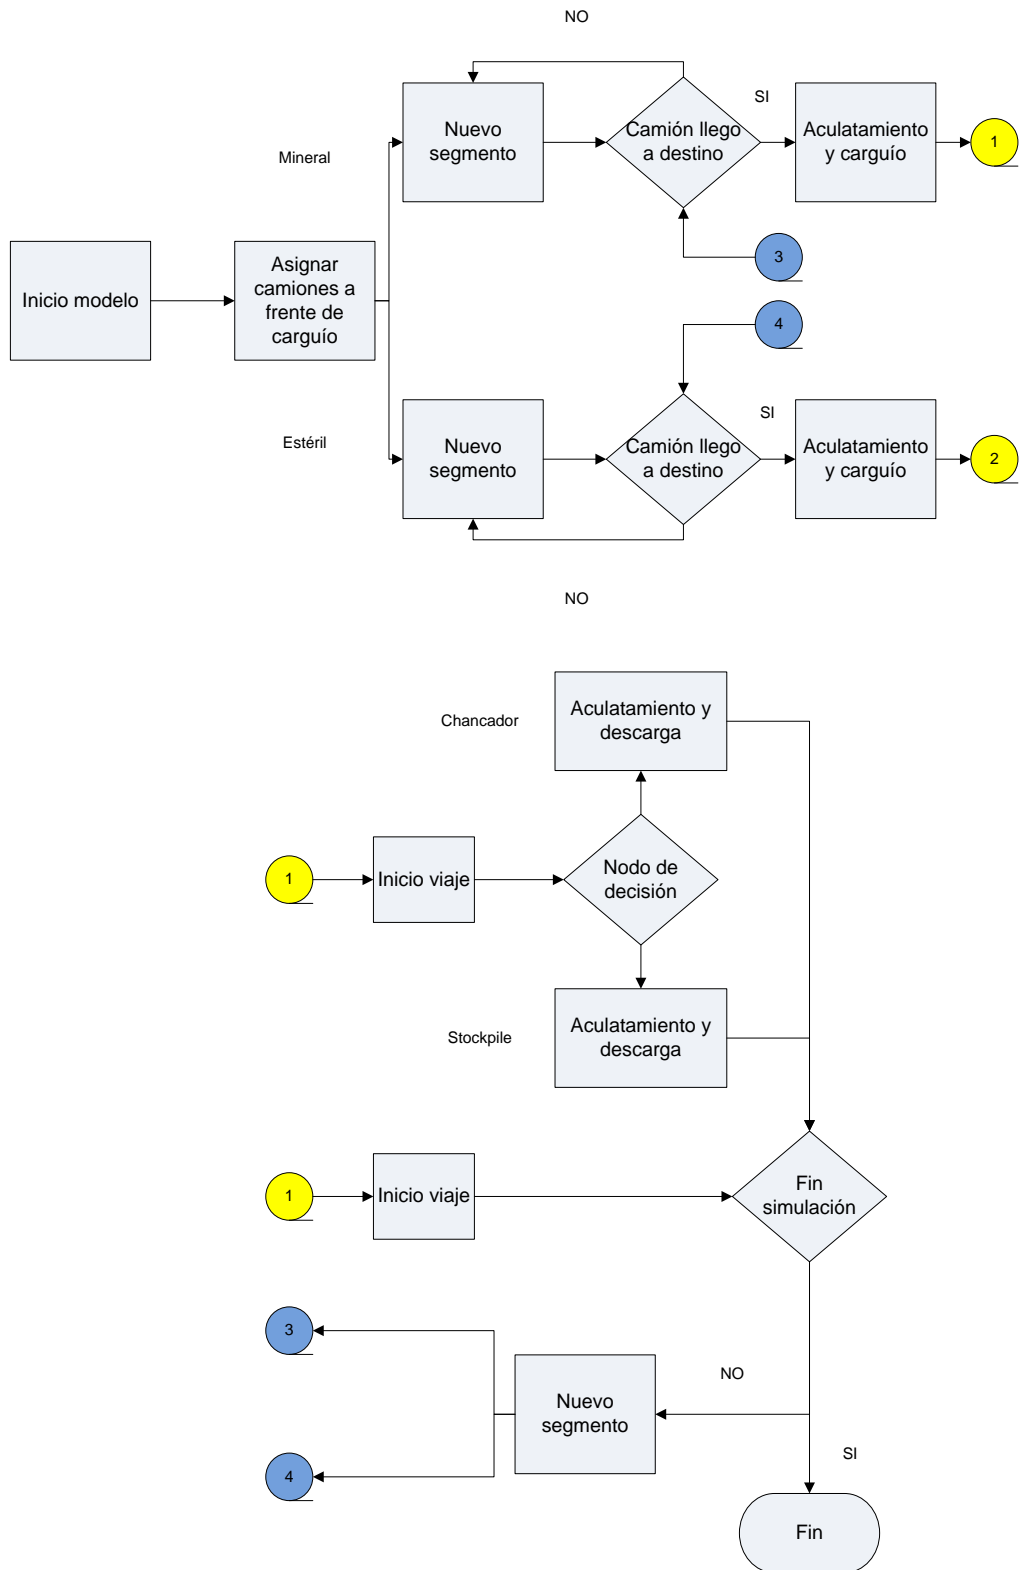 NO
SI
Nuevo
segmento
Camión llego
a destino
Aculatamiento
y carguío
1
Mineral
Inicio modelo
Asignar
camiones a
frente de
carguío
3
4
Estéril
SI
Nuevo
segmento
Camión llego
a destino
Aculatamiento
y carguío
2
NO
Chancador
Aculatamiento y
descarga
1
Inicio viaje
Nodo de
decisión
Stockpile
Aculatamiento y
descarga
1
Inicio viaje
Fin
simulación
3
NO
Nuevo
segmento
SI
4
Fin